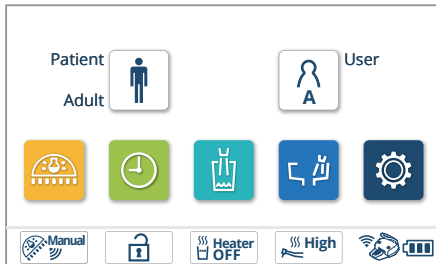 Patient
User
Adult
A
Manual
Heater
OFF
High